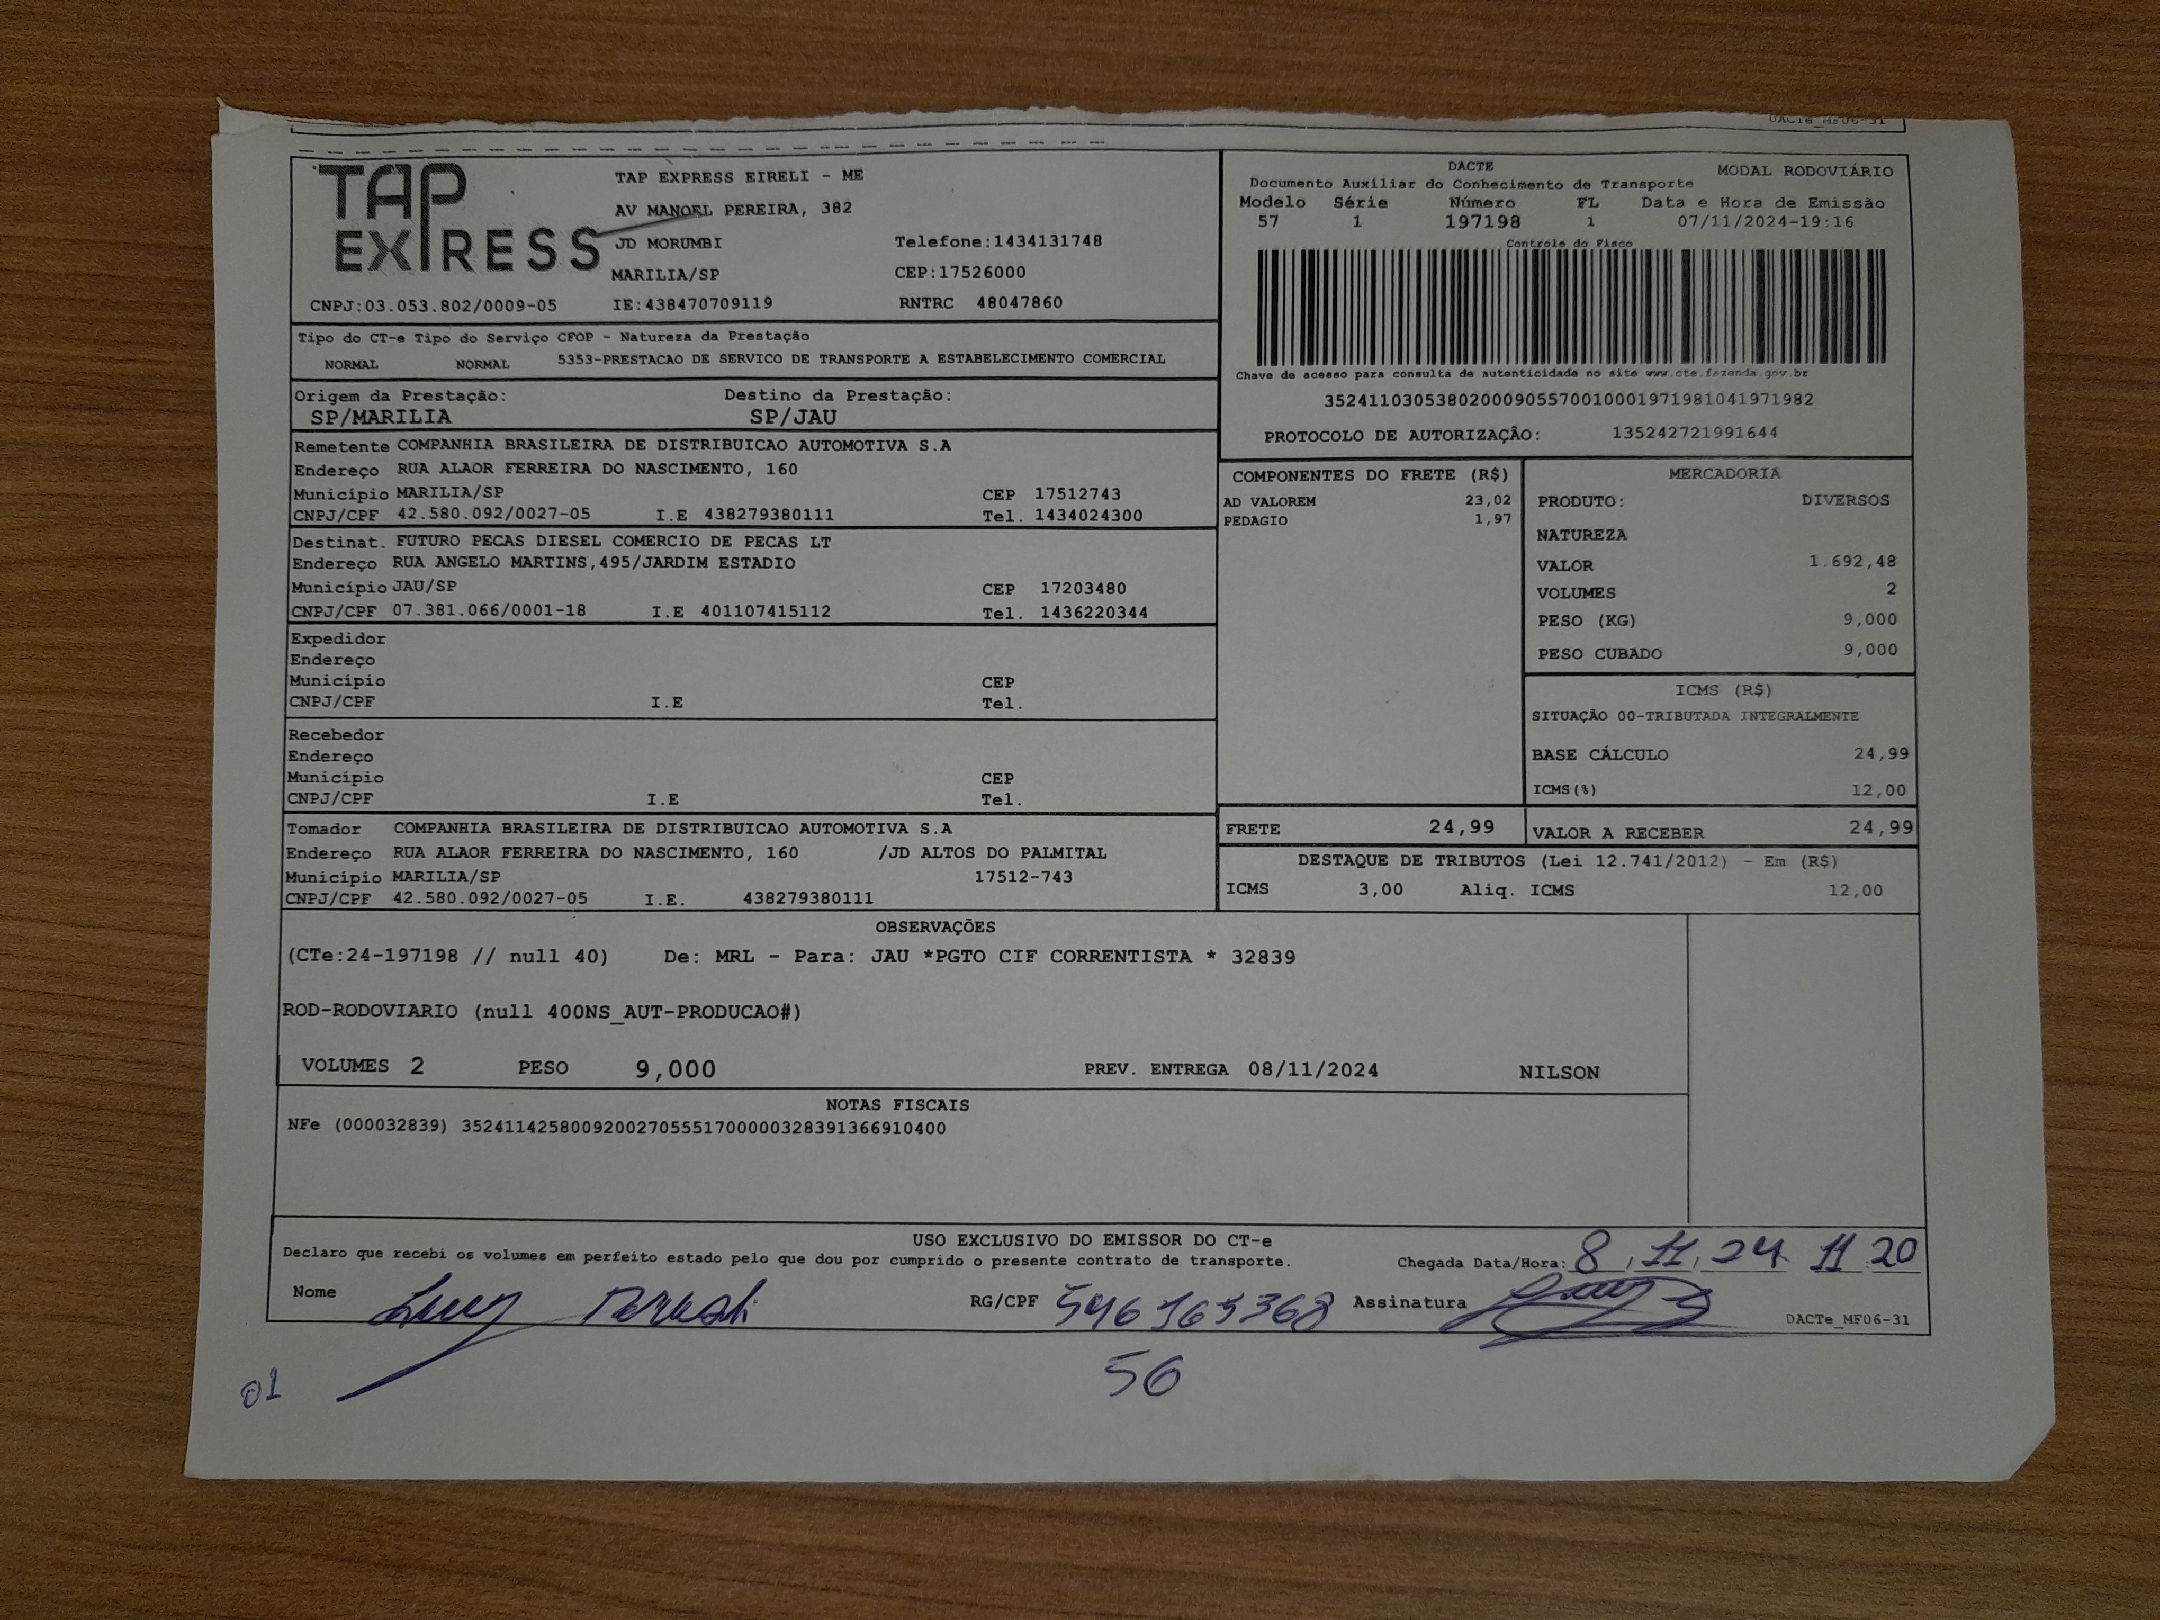 DACTe_MF06-31
TAP EXPRESS
TAP EXPRESS EIRELI - ME
AV MANOEL PEREIRA, 382
JD MORUMBI Telefone:1434131748
MARILIA/SP CEP:17526000
CNPJ:03.053.802/0009-05 IE:438470709119 RNTRC 48047860
DACTE MODAL RODOVIÁRIO
Documento Auxiliar do Conhecimento de Transporte
Modelo Série Número FL Data e Hora de Emissão
57 1 197198 1 07/11/2024-19:16
Controle do Fisco
Chave de acesso para consulta de autenticidade no site www.cte.fazenda.gov.br
35241103053802000905570010001971981041971982
PROTOCOLO DE AUTORIZAÇÃO: 135242721991644
Tipo do CT-e Tipo do Serviço CFOP - Natureza da Prestação
NORMAL NORMAL 5353-PRESTACAO DE SERVICO DE TRANSPORTE A ESTABELECIMENTO COMERCIAL
Origem da Prestação: Destino da Prestação:
SP/MARILIA SP/JAU
Remetente COMPANHIA BRASILEIRA DE DISTRIBUICAO AUTOMOTIVA S.A
Endereço RUA ALAOR FERREIRA DO NASCIMENTO, 160
Município MARILIA/SP CEP 17512743
CNPJ/CPF 42.580.092/0027-05 I.E 438279380111 Tel. 1434024300
Destinat. FUTURO PECAS DIESEL COMERCIO DE PECAS LT
Endereço RUA ANGELO MARTINS,495/JARDIM ESTADIO
Município JAU/SP CEP 17203480
CNPJ/CPF 07.381.066/0001-18 I.E 401107415112 Tel. 1436220344
Expedidor
Endereço
Município CEP
CNPJ/CPF I.E Tel.
Recebedor
Endereço
Município CEP
CNPJ/CPF I.E Tel.
Tomador COMPANHIA BRASILEIRA DE DISTRIBUICAO AUTOMOTIVA S.A
Endereço RUA ALAOR FERREIRA DO NASCIMENTO, 160 /JD ALTOS DO PALMITAL
Município MARILIA/SP 17512-743
CNPJ/CPF 42.580.092/0027-05 I.E. 438279380111
COMPONENTES DO FRETE (R$)
AD VALOREM 23,02
PEDAGIO 1,97
MERCADORIA
PRODUTO: DIVERSOS
NATUREZA
VALOR 1.692,48
VOLUMES 2
PESO (KG) 9,000
PESO CUBADO 9,000
ICMS (R$)
SITUAÇÃO 00-TRIBUTADA INTEGRALMENTE
BASE CÁLCULO 24,99
ICMS(%) 12,00
FRETE 24,99 VALOR A RECEBER 24,99
DESTAQUE DE TRIBUTOS (Lei 12.741/2012) - Em (R$)
ICMS 3,00 Aliq. ICMS 12,00
OBSERVAÇÕES
(CTe:24-197198 // null 40) De: MRL - Para: JAU *PGTO CIF CORRENTISTA * 32839
ROD-RODOVIARIO (null 400NS_AUT-PRODUCAO#)
VOLUMES 2 PESO 9,000 PREV. ENTREGA 08/11/2024 NILSON
NOTAS FISCAIS
NFe (000032839) 35241142580092002705551700000328391366910400
USO EXCLUSIVO DO EMISSOR DO CT-e
Declaro que recebi os volumes em perfeito estado pelo que dou por cumprido o presente contrato de transporte. Chegada Data/Hora: 8 / 11 / 24 11 : 20
Nome RG/CPF 546165368 Assinatura
DACTe_MF06-31
56
01